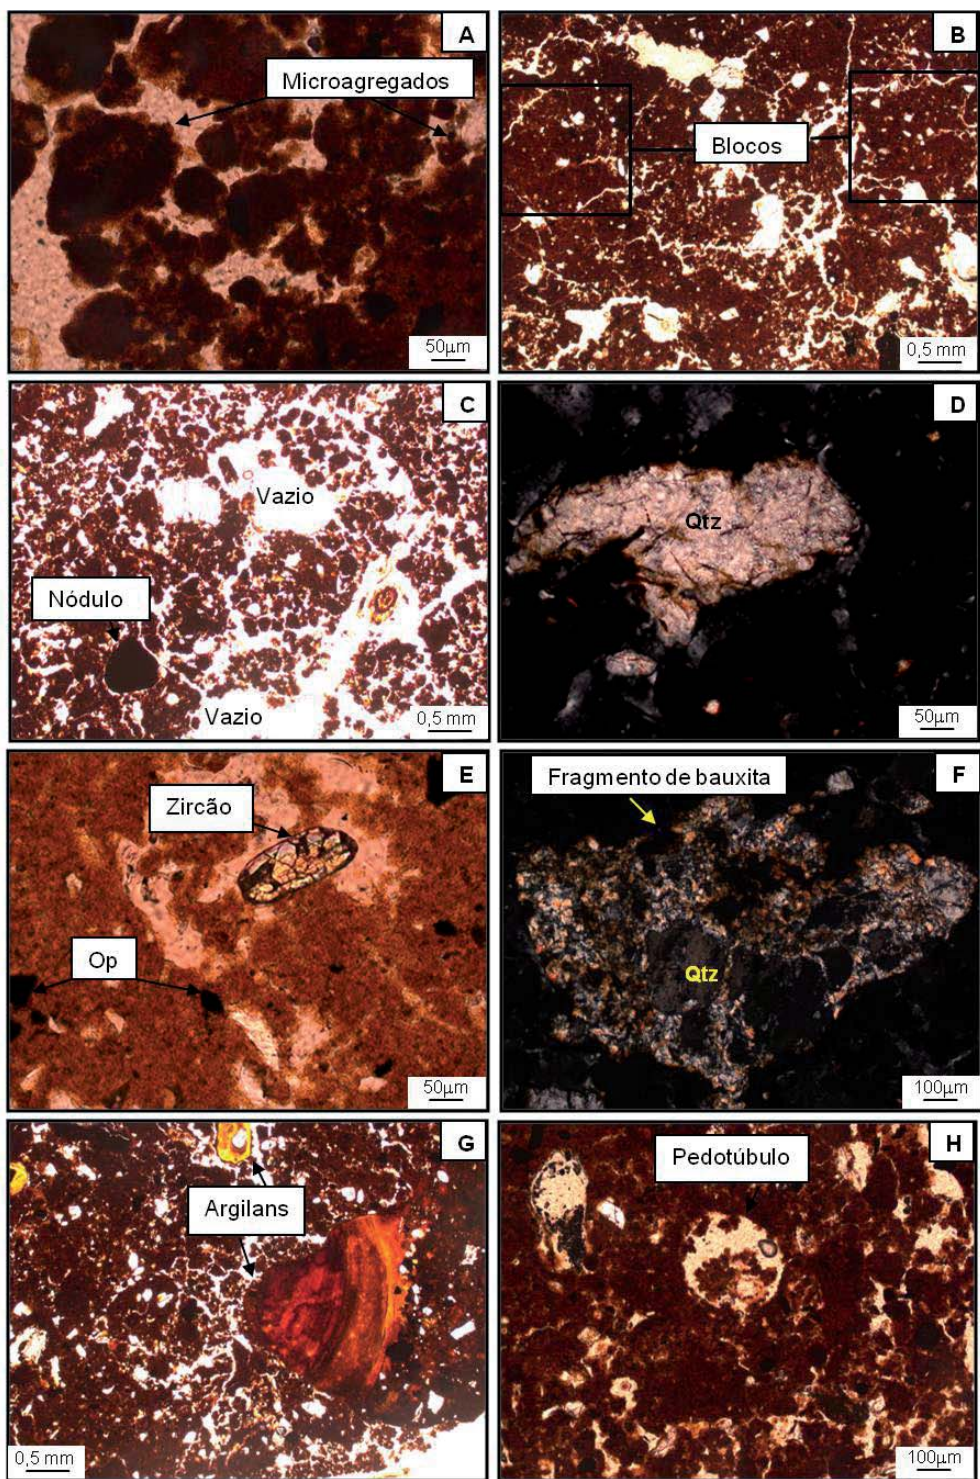 A
Microagregados
50µm
B
Blocos
0,5 mm
C
Vazio
Nódulo
Vazio
0,5 mm
D
Qtz
50µm
E
Zircão
Op
50µm
F
Fragmento de bauxita
Qtz
100µm
G
Argilans
0,5 mm
H
Pedotúbulo
100µm